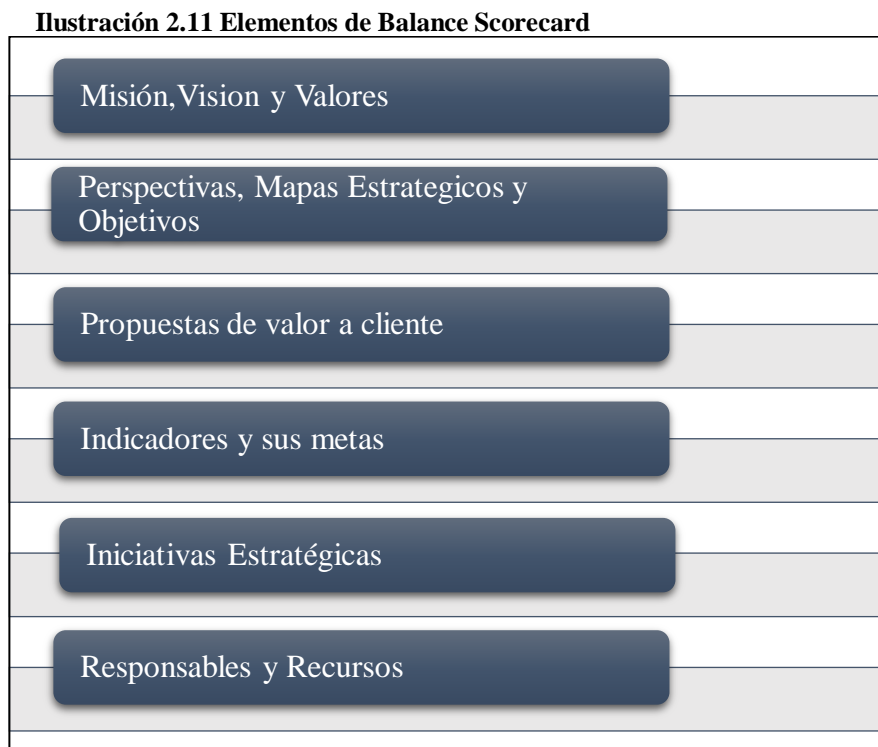 Ilustración 2.11 Elementos de Balance Scorecard
Misión,Vision y Valores
Perspectivas, Mapas Estrategicos y
Objetivos
Propuestas de valor a cliente
Indicadores y sus metas
Iniciativas Estratégicas
Responsables y Recursos